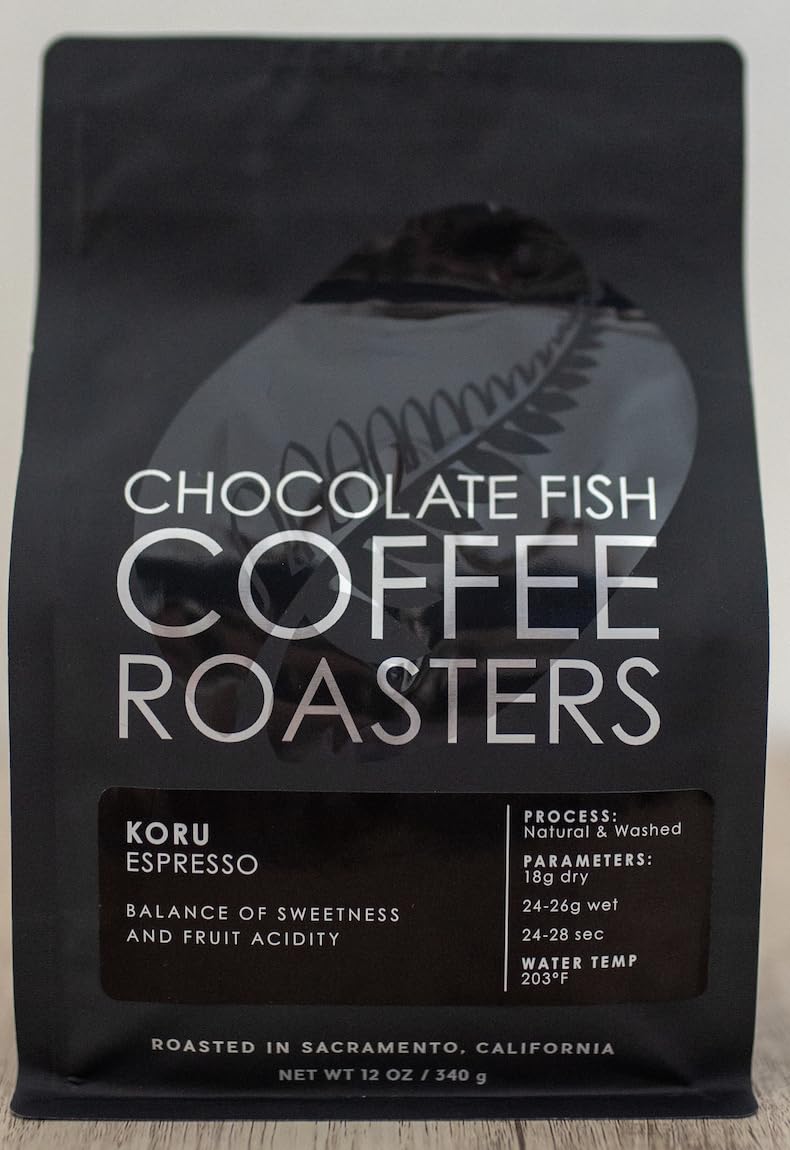 CHOCOLATE FISH
COFFEE
ROASTERS
KORU
ESPRESSO
BALANCE OF SWEETNESS
AND FRUIT ACIDITY
PROCESS:
Natural & Washed
PARAMETERS:
18g dry
24-26g wet
24-28 sec
WATER TEMP
203°F
ROASTED IN SACRAMENTO, CALIFORNIA
NET WT 12 OZ / 340 g